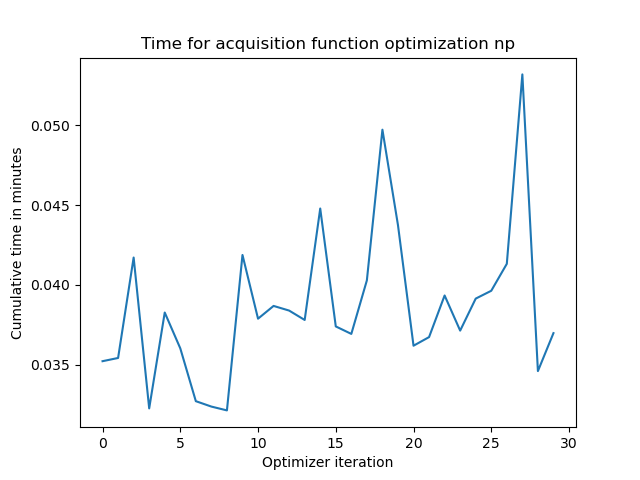 Time for acquisition function optimization np
Cumulative time in minutes
0.050
0.045
0.040
0.035
0 5 10 15 20 25 30
Optimizer iteration